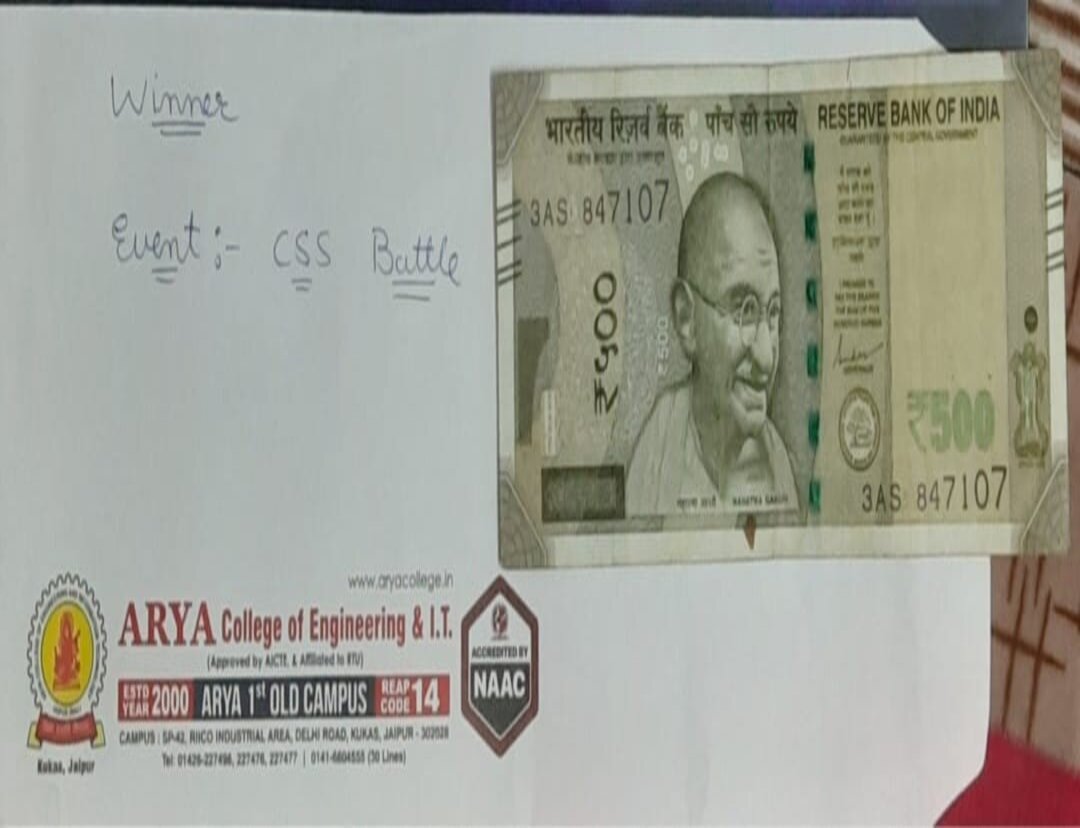 Winner
Event :- CSS Battle
भारतीय रिज़र्व बैंक पाँच सौ रुपये RESERVE BANK OF INDIA
GUARANTEED BY THE CENTRAL GOVERNMENT
3AS 847107
₹५००
₹500
₹500
3AS 847107
महात्मा गांधी MAHATMA GANDHI
www.aryacollege.in
ARYA College of Engineering & I.T.
(Approved by AICTE, & Affiliated to RTU)
ESTD YEAR 2000 ARYA 1st OLD CAMPUS REAP CODE 14
CAMPUS : SP-42, RIICO INDUSTRIAL AREA, DELHI ROAD, KUKAS, JAIPUR - 302028
Tel: 01426-227496, 227476, 227477 | 0141-6604555 (30 Lines)
Kukas, Jaipur
ACCREDITED BY
NAAC